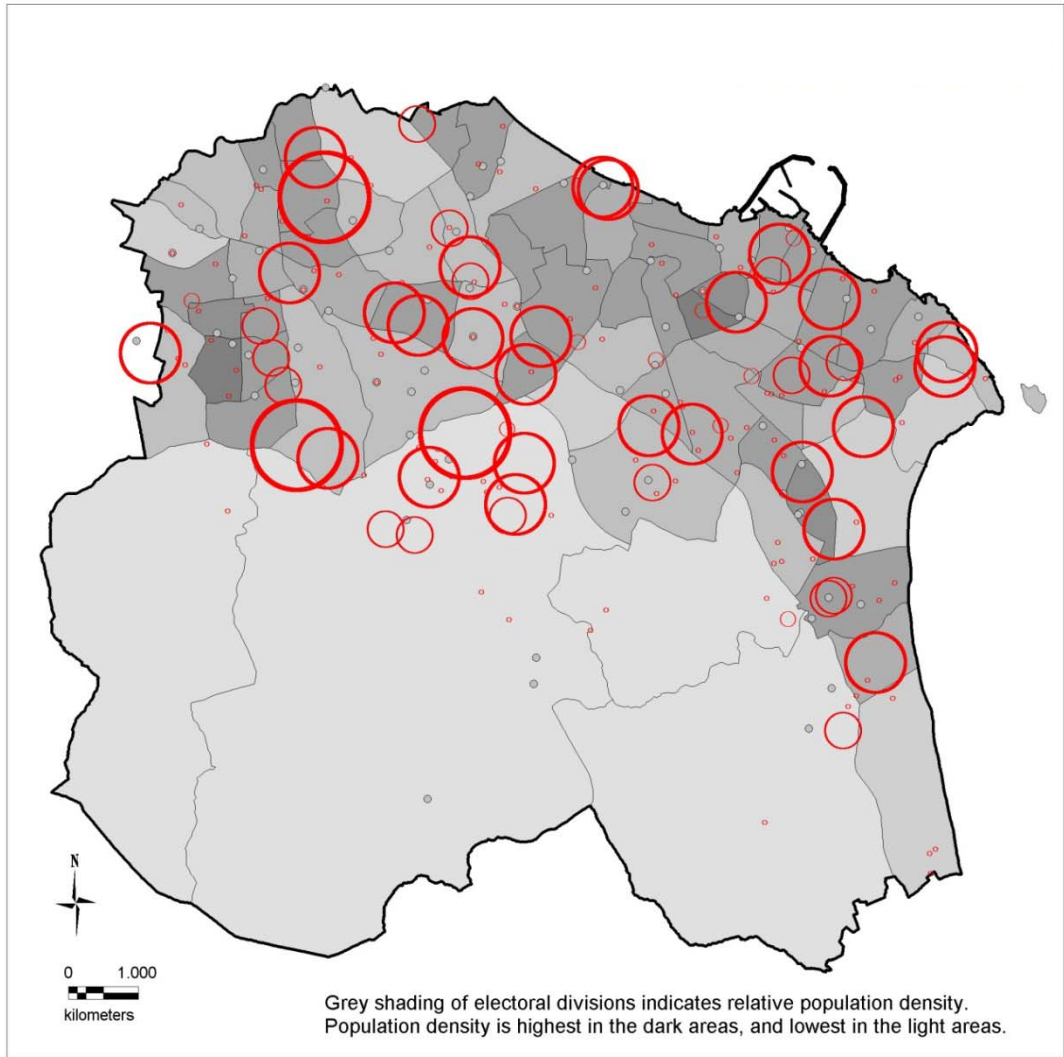 N
0 1.000
kilometers
Grey shading of electoral divisions indicates relative population density.
Population density is highest in the dark areas, and lowest in the light areas.